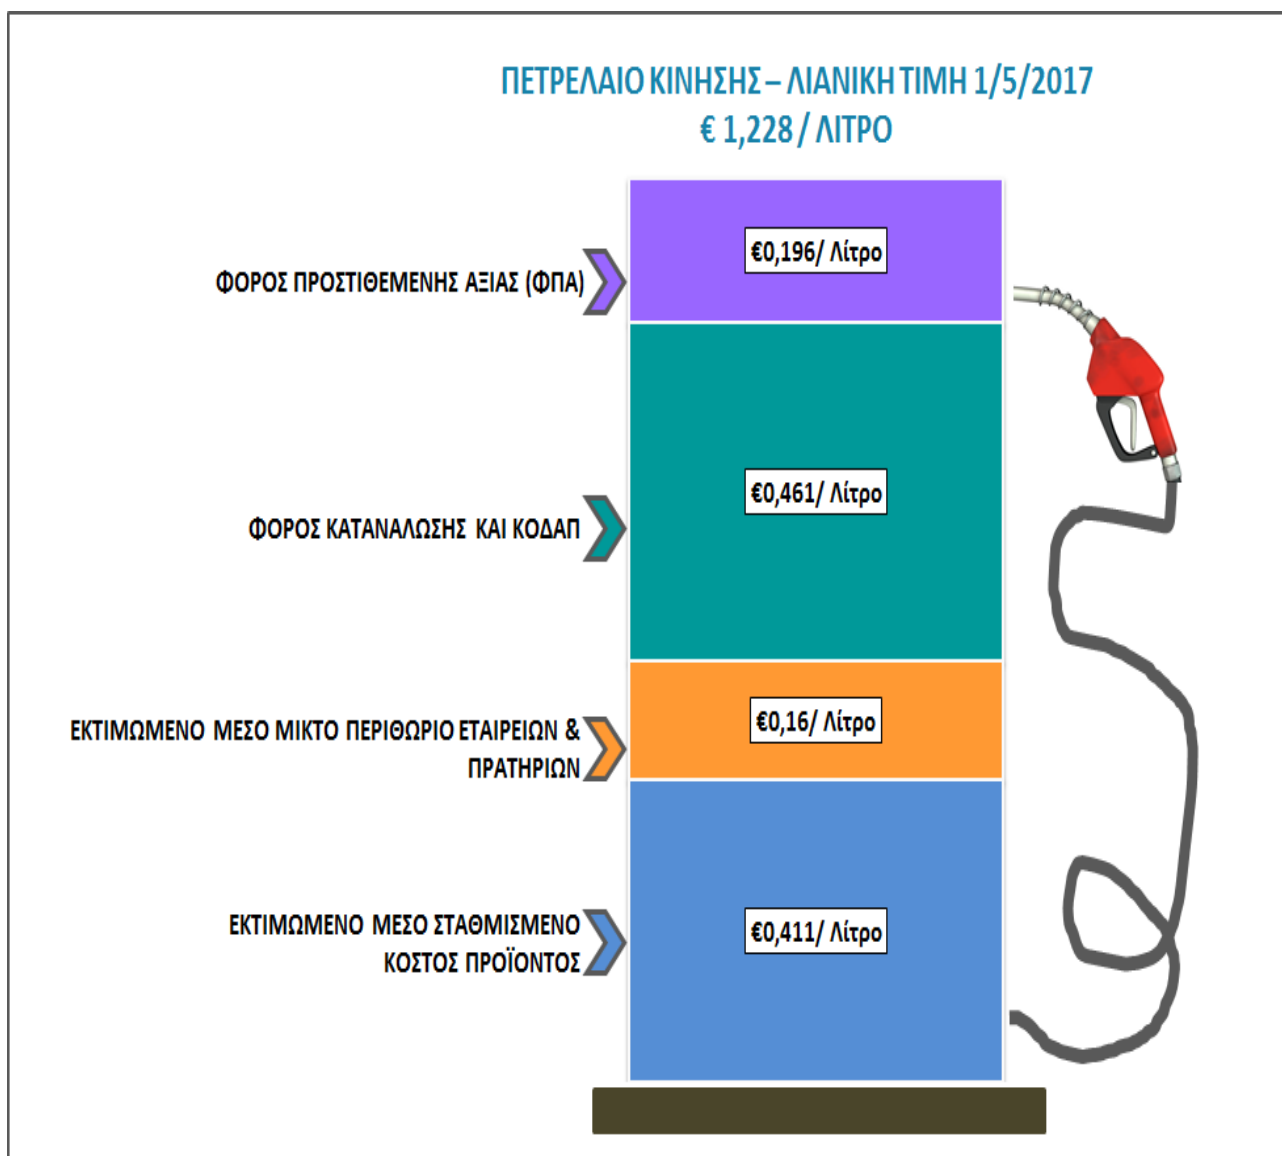 ΠΕΤΡΕΛΑΙΟ ΚΙΝΗΣΗΣ – ΛΙΑΝΙΚΗ ΤΙΜΗ 1/5/2017
€ 1,228 / ΛΙΤΡΟ
€0,196/ Λίτρο
ΦΟΡΟΣ ΠΡΟΣΤΙΘΕΜΕΝΗΣ ΑΞΙΑΣ (ΦΠΑ)
€0,461/ Λίτρο
ΦΟΡΟΣ ΚΑΤΑΝΑΛΩΣΗΣ ΚΑΙ ΚΟΔΑΠ
€0,16/ Λίτρο
ΕΚΤΙΜΩΜΕΝΟ ΜΕΣΟ ΜΙΚΤΟ ΠΕΡΙΘΩΡΙΟ ΕΤΑΙΡΕΙΩΝ &
ΠΡΑΤΗΡΙΩΝ
€0,411/ Λίτρο
ΕΚΤΙΜΩΜΕΝΟ ΜΕΣΟ ΣΤΑΘΜΙΣΜΕΝΟ
ΚΟΣΤΟΣ ΠΡΟΪΟΝΤΟΣ